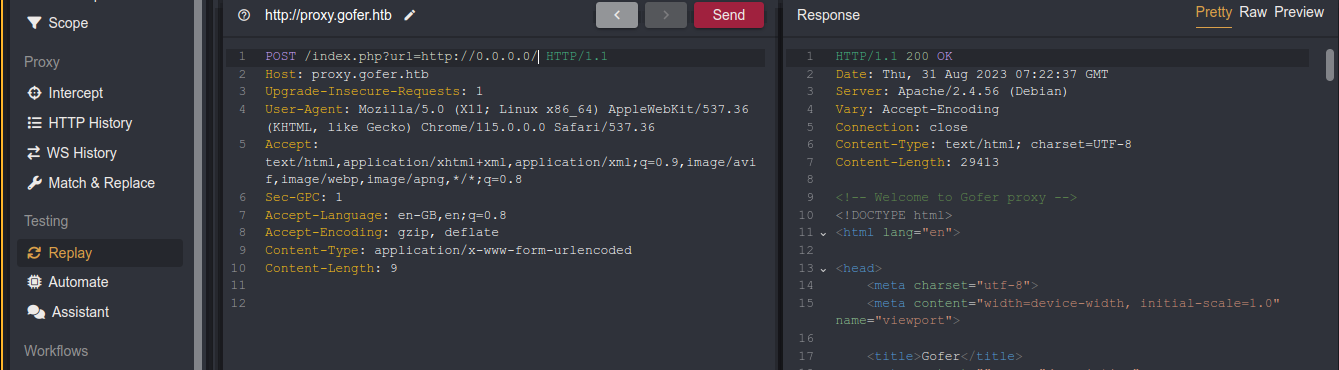 Scope
Proxy
Intercept
HTTP History
WS History
Match & Replace
Testing
Replay
Automate
Assistant
Workflows
http://proxy.gofer.htb
<
>
Send
1 POST /index.php?url=http://0.0.0.0/ HTTP/1.1
2 Host: proxy.gofer.htb
3 Upgrade-Insecure-Requests: 1
4 User-Agent: Mozilla/5.0 (X11; Linux x86_64) AppleWebKit/537.36
(KHTML, like Gecko) Chrome/115.0.0.0 Safari/537.36
5 Accept:
text/html,application/xhtml+xml,application/xml;q=0.9,image/avi
f,image/webp,image/apng,*/*;q=0.8
6 Sec-GPC: 1
7 Accept-Language: en-GB,en;q=0.8
8 Accept-Encoding: gzip, deflate
9 Content-Type: application/x-www-form-urlencoded
10 Content-Length: 9
11
12
Response
Pretty Raw Preview
1 HTTP/1.1 200 OK
2 Date: Thu, 31 Aug 2023 07:22:37 GMT
3 Server: Apache/2.4.56 (Debian)
4 Vary: Accept-Encoding
5 Connection: close
6 Content-Type: text/html; charset=UTF-8
7 Content-Length: 29413
8
9 <!-- Welcome to Gofer proxy -->
10 <!DOCTYPE html>
11 <html lang="en">
12
13 <head>
14 <meta charset="utf-8">
15 <meta content="width=device-width, initial-scale=1.0"
name="viewport">
16
17 <title>Gofer</title>